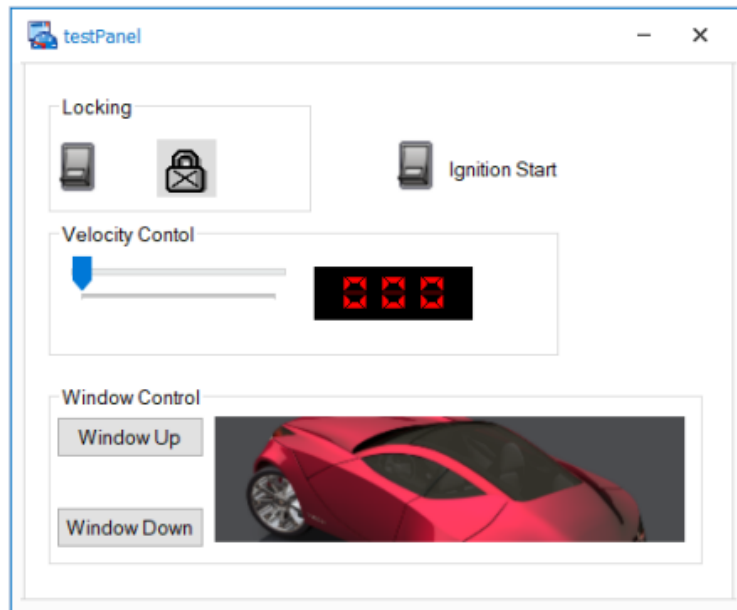 testPanel
Locking
Ignition Start
Velocity Contol
000
Window Control
Window Up
Window Down